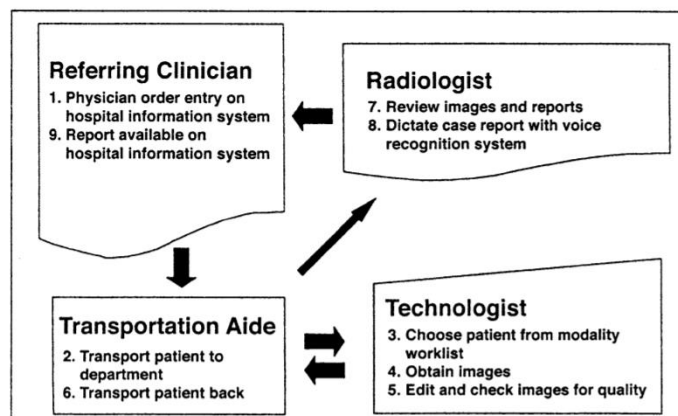 Referring Clinician
1. Physician order entry on
hospital information system
9. Report available on
hospital information system
Radiologist
7. Review images and reports
8. Dictate case report with voice
recognition system
Transportation Aide
2. Transport patient to
department
6. Transport patient back
Technologist
3. Choose patient from modality
worklist
4. Obtain images
5. Edit and check images for quality